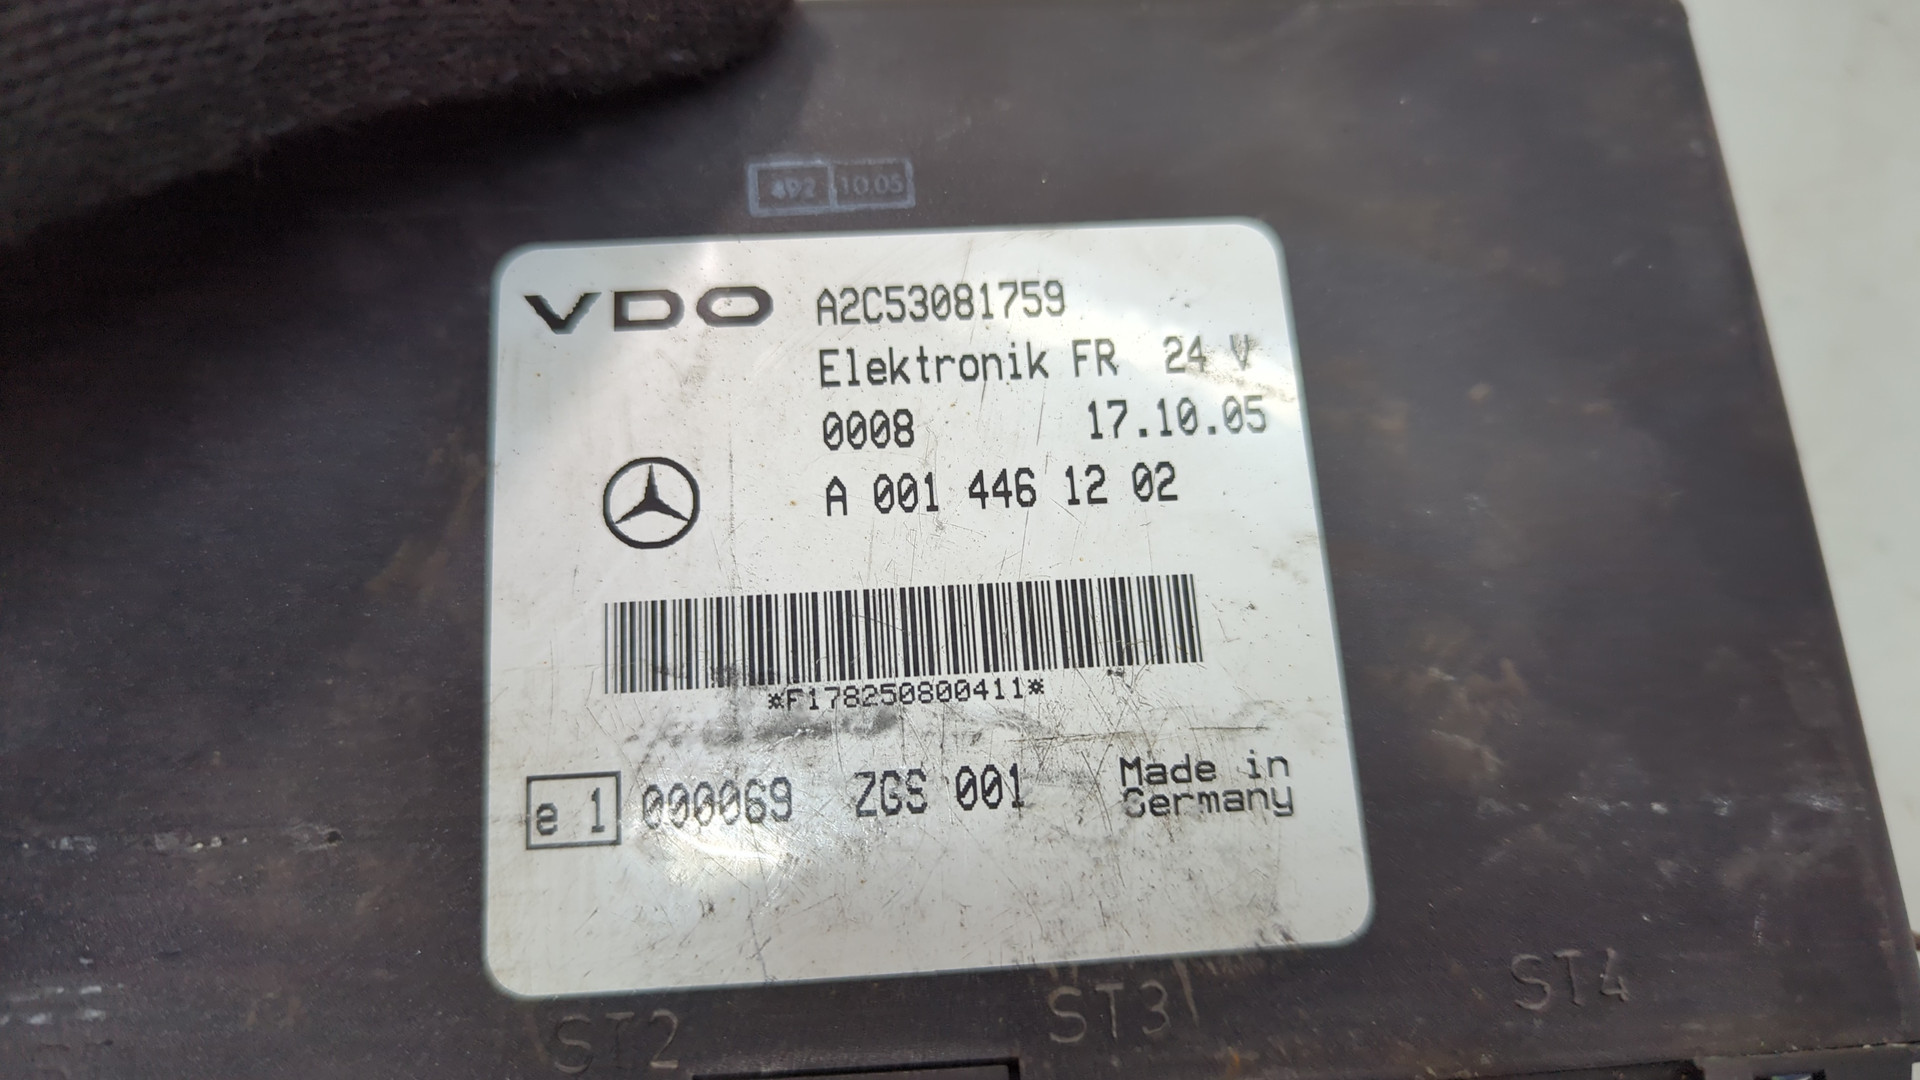 492 10.05
VDO A2C53081759
Elektronik FR 24 V
0008 17.10.05
A 001 446 12 02
*F178250800411*
e 1 000069 ZGS 001 Made in
Germany
ST2 ST3 ST4